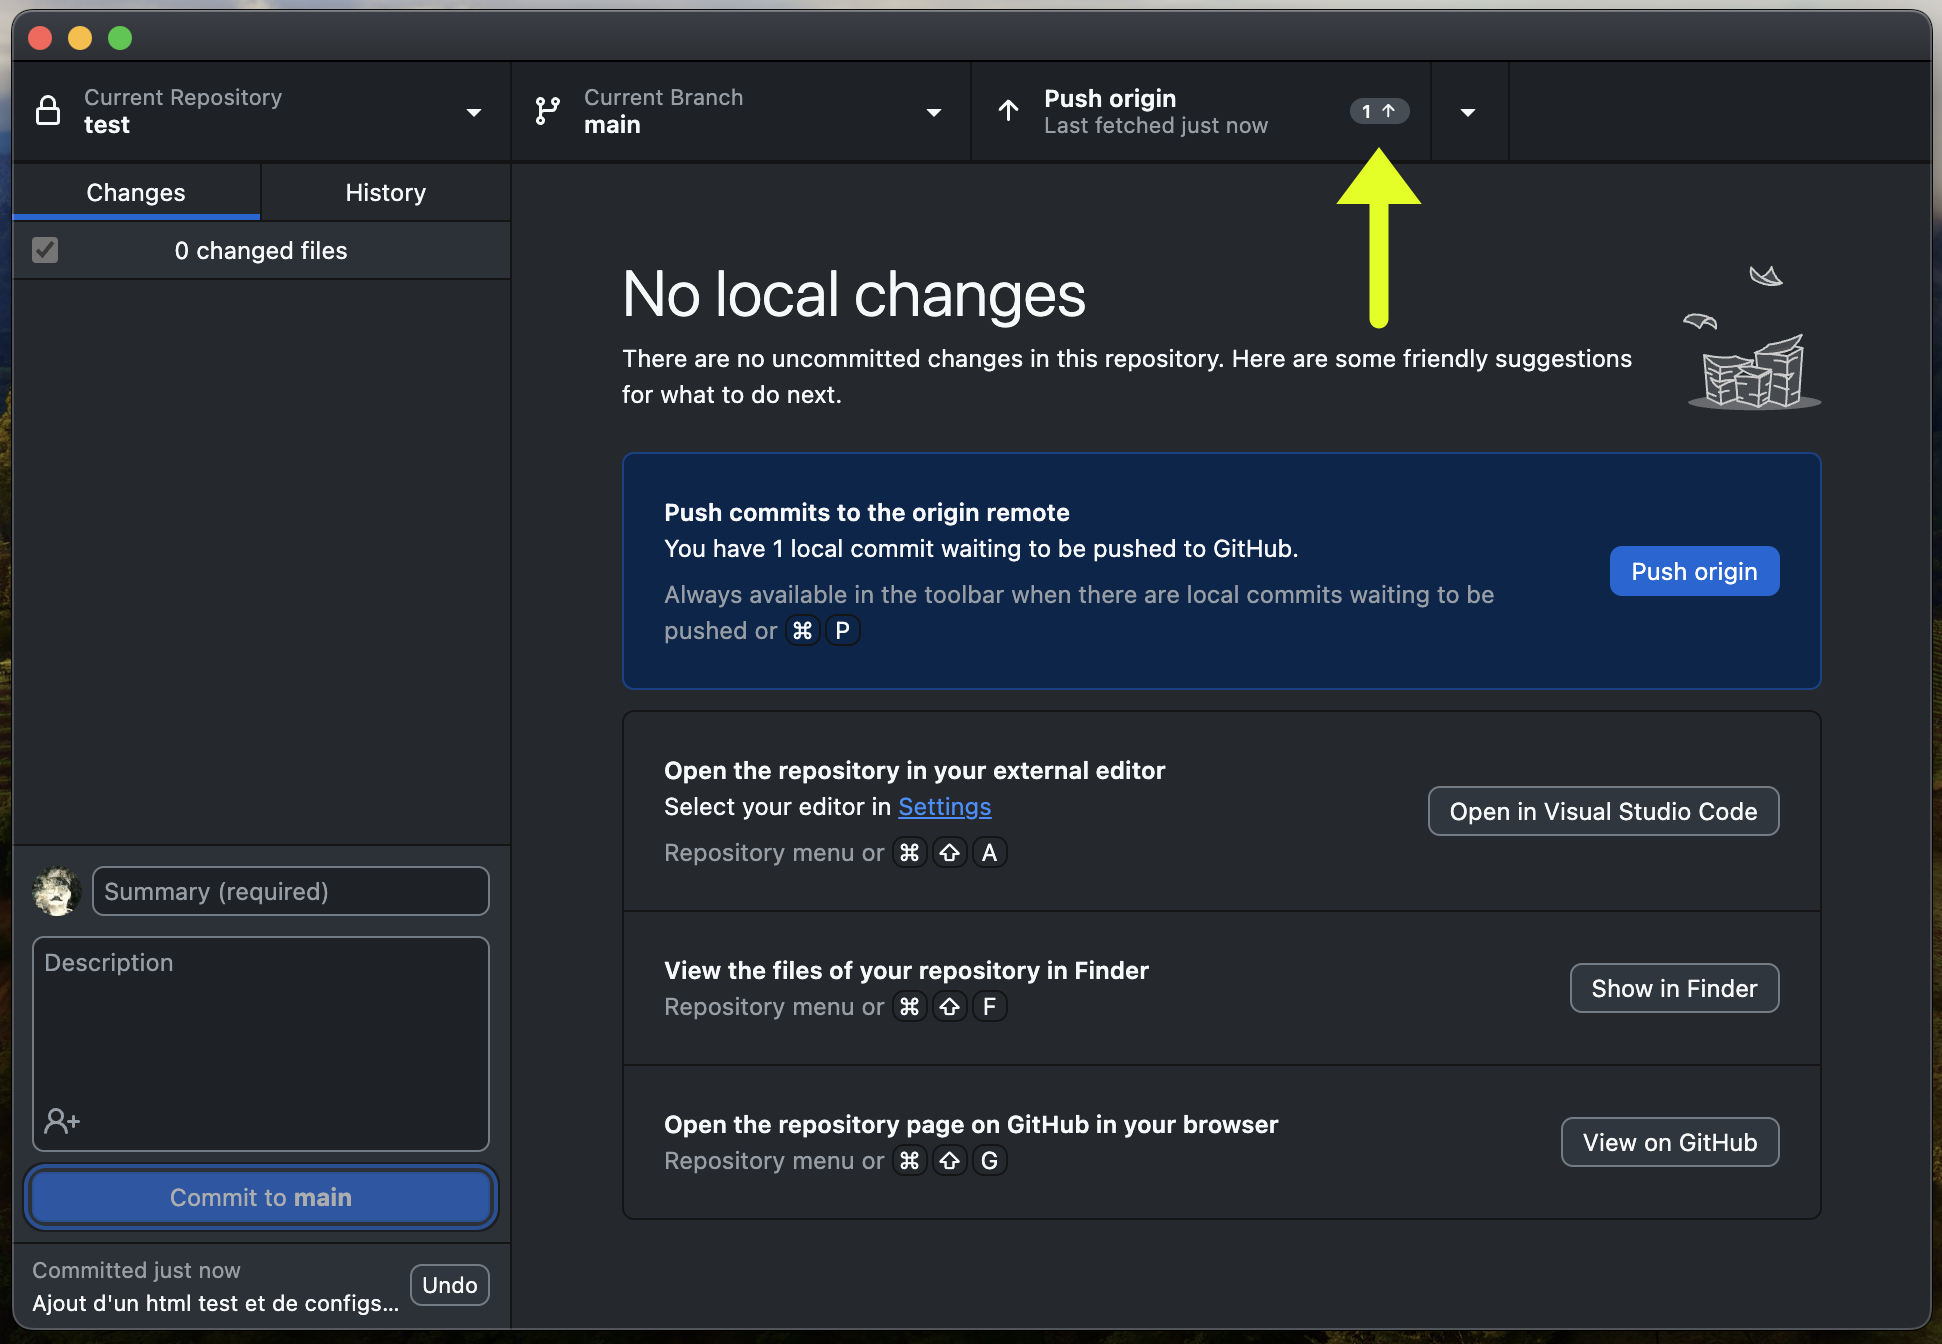 Current Repository
test
Current Branch
main
Push origin
Last fetched just now
1 ↑
Changes
History
0 changed files
No local changes
There are no uncommitted changes in this repository. Here are some friendly suggestions
for what to do next.
Push commits to the origin remote
You have 1 local commit waiting to be pushed to GitHub.
Always available in the toolbar when there are local commits waiting to be
pushed or ⌘ P
Push origin
Open the repository in your external editor
Select your editor in Settings
Repository menu or ⌘ ⇧ A
Open in Visual Studio Code
View the files of your repository in Finder
Repository menu or ⌘ ⇧ F
Show in Finder
Open the repository page on GitHub in your browser
Repository menu or ⌘ ⇧ G
View on GitHub
Summary (required)
Description
Commit to main
Committed just now
Ajout d'un html test et de configs...
Undo